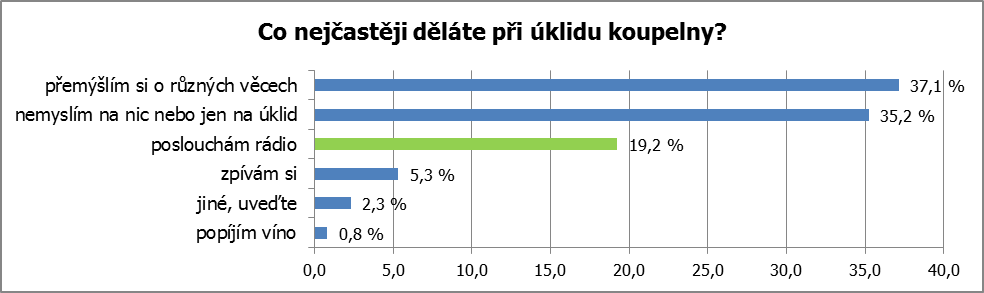 Co nejčastěji děláte při úklidu koupelny?
přemýšlím si o různých věcech 37,1 %
nemyslím na nic nebo jen na úklid 35,2 %
poslouchám rádio 19,2 %
zpívám si 5,3 %
jiné, uveďte 2,3 %
popíjím víno 0,8 %
0,0 5,0 10,0 15,0 20,0 25,0 30,0 35,0 40,0